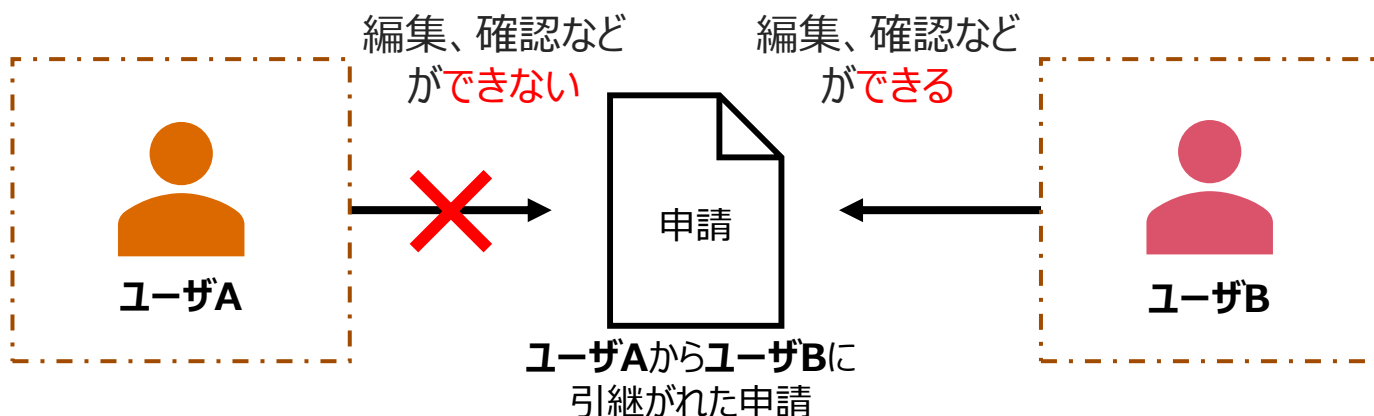 編集、確認など
ができない
編集、確認など
ができる
申請
ユーザA
ユーザB
ユーザAからユーザBに
引継がれた申請